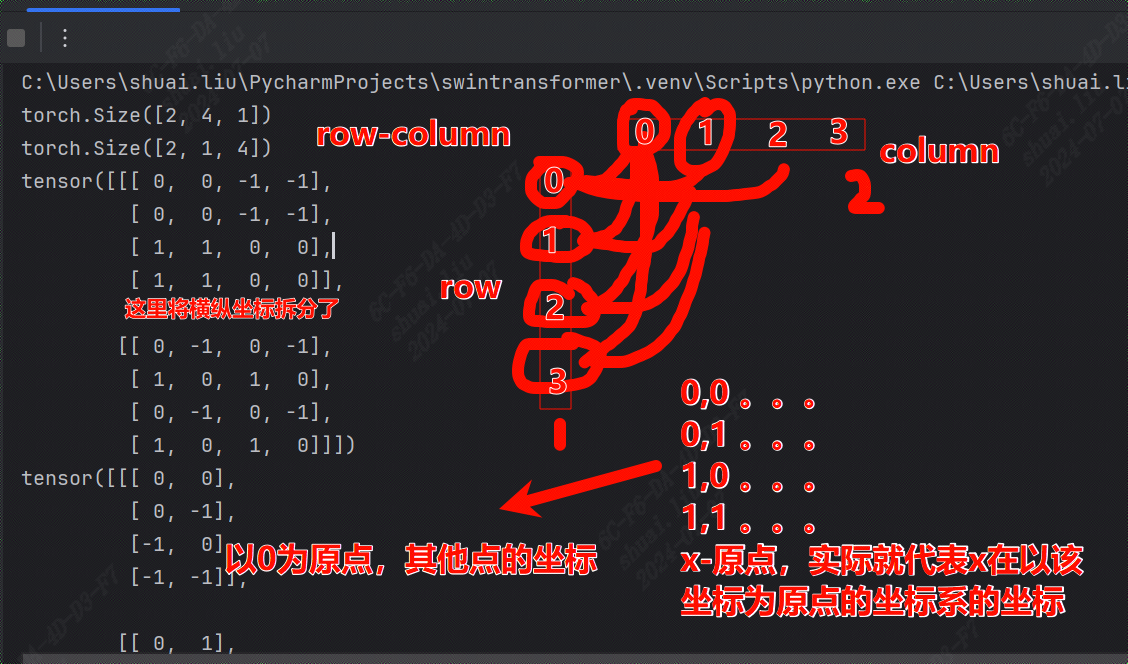 C:\Users\shuai.liu\PycharmProjects\swintransformer\.venv\Scripts\python.exe C:\Users\shuai.li
torch.Size([2, 4, 1])
torch.Size([2, 1, 4])
row-column
0 1 2 3
column
2
tensor([[[ 0,  0, -1, -1],
[ 0,  0, -1, -1],
[ 1,  1,  0,  0],
[ 1,  1,  0,  0]],
0
1
2
3
row
1
这里将横纵坐标拆分了
[[ 0, -1,  0, -1],
[ 1,  0,  1,  0],
[ 0, -1,  0, -1],
[ 1,  0,  1,  0]]])
0,0 。。。
0,1 。。。
1,0 。。。
1,1 。。。
x-原点，实际就代表x在以该
坐标为原点的坐标系的坐标
tensor([[[ 0,  0],
[ 0, -1],
[-1,  0]
[-1, -1]],
以0为原点，其他点的坐标
[[ 0,  1],